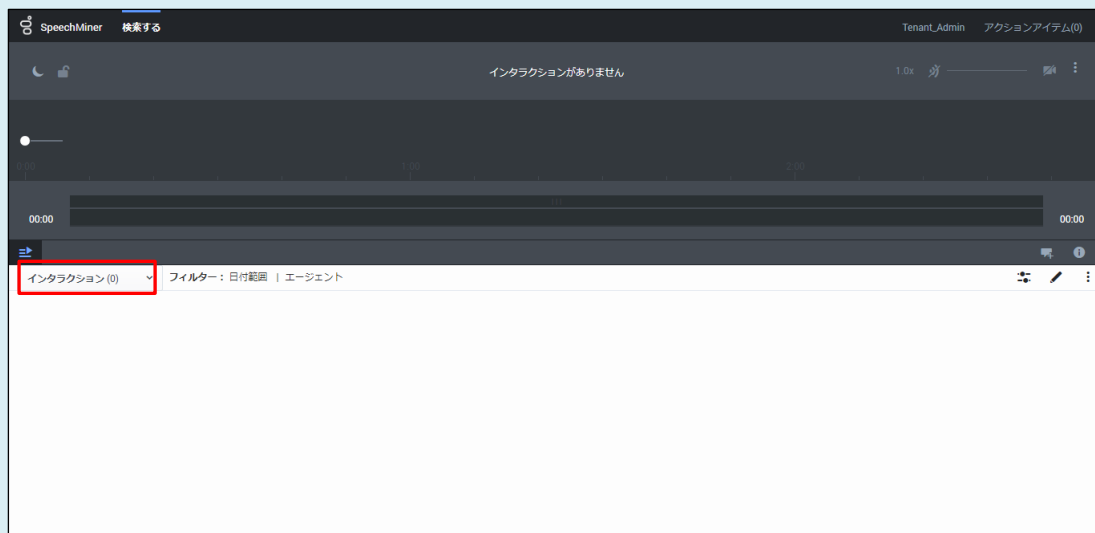 SpeechMiner 検索する Tenant_Admin アクションアイテム(0)
インタラクションがありません 1.0x
0:00 1:00 2:00
00:00 00:00
インタラクション (0) フィルター： 日付範囲 | エージェント